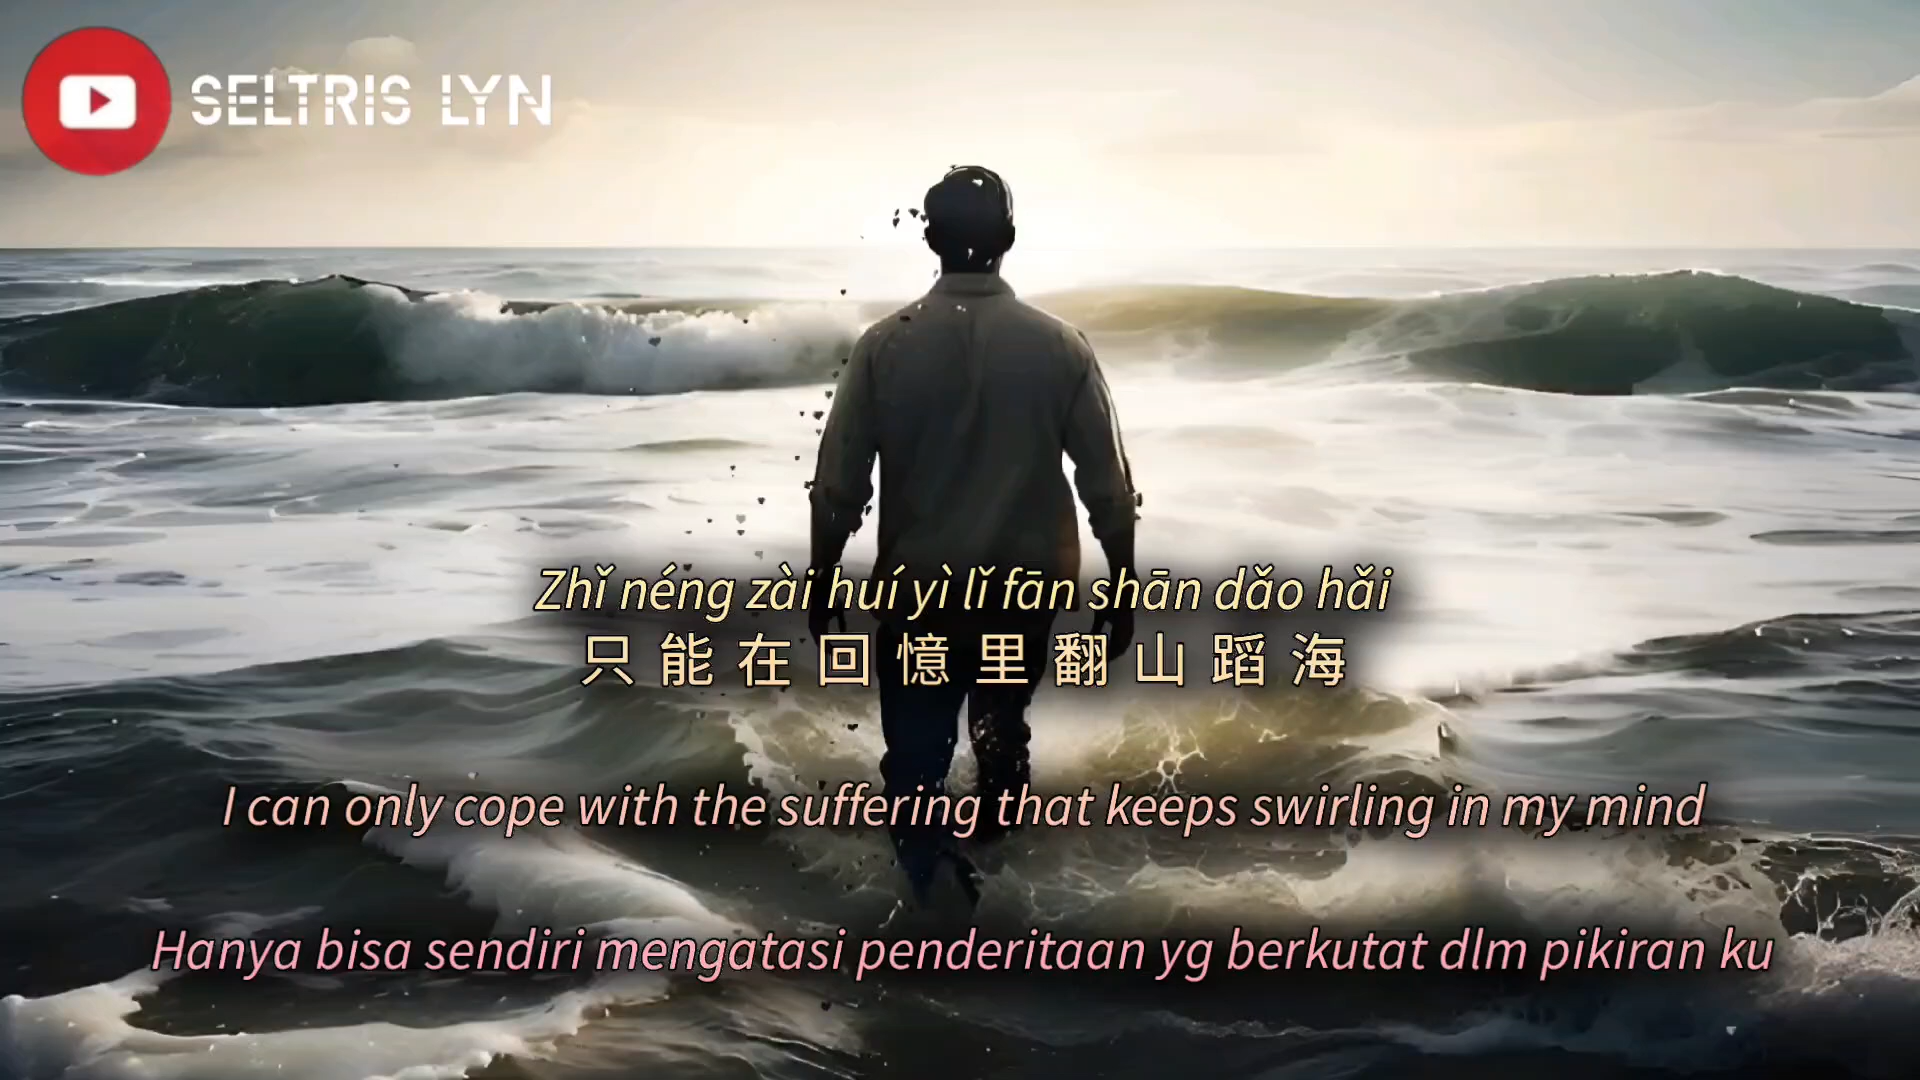 SELTRIS LYN
Zhǐ néng zài huí yì lǐ fān shān dǎo hǎi
只能在回憶里翻山蹈海
I can only cope with the suffering that keeps swirling in my mind
Hanya bisa sendiri mengatasi penderitaan yg berkutat dlm pikiran ku